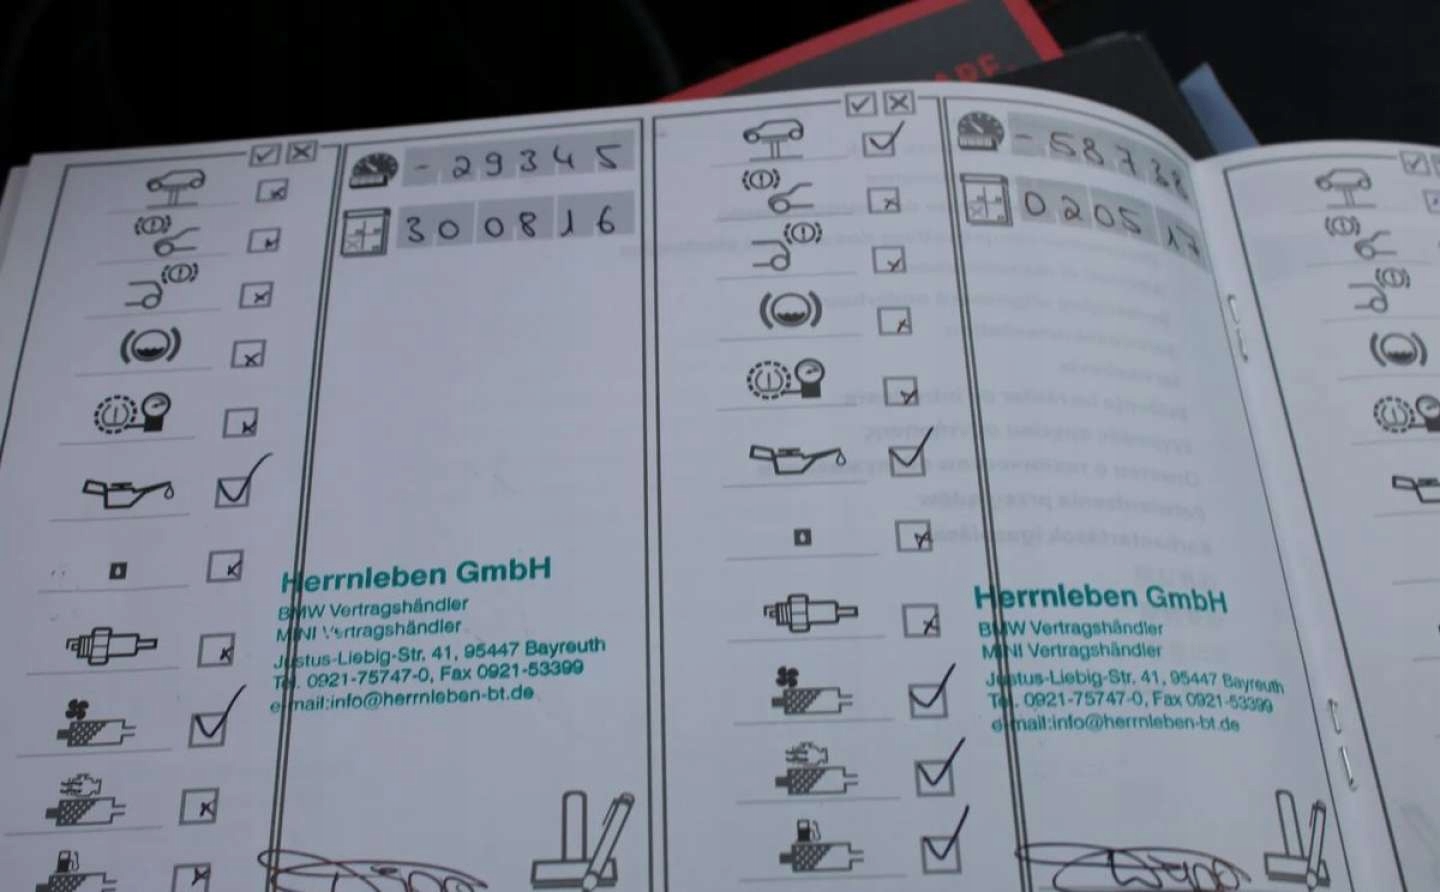 - 29345
300816
Herrnleben GmbH
BMW Vertragshändler
MINI Vertragshändler
Justus-Liebig-Str. 41, 95447 Bayreuth
Tel. 0921-75747-0, Fax 0921-53399
e-mail:info@herrnleben-bt.de
- 58738
020517
Herrnleben GmbH
BMW Vertragshändler
MINI Vertragshändler
Justus-Liebig-Str. 41, 95447 Bayreuth
Tel. 0921-75747-0, Fax 0921-53399
e-mail:info@herrnleben-bt.de